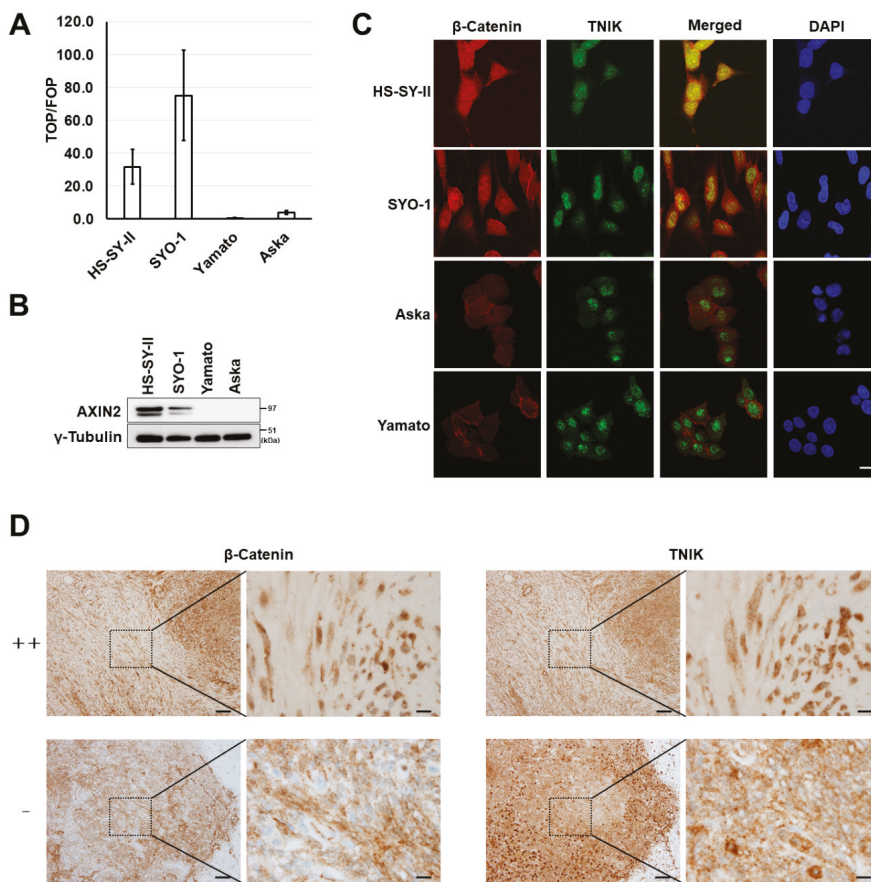 A
TOP/FOP
120.0
100.0
80.0
60.0
40.0
20.0
0.0
HS-SY-II
SYO-1
Yamato
Aska
B
HS-SY-II
SYO-1
Yamato
Aska
AXIN2
97
γ-Tubulin
51
(kDa)
C
β-Catenin TNIK Merged DAPI
HS-SY-II
SYO-1
Aska
Yamato
D
β-Catenin TNIK
++
−